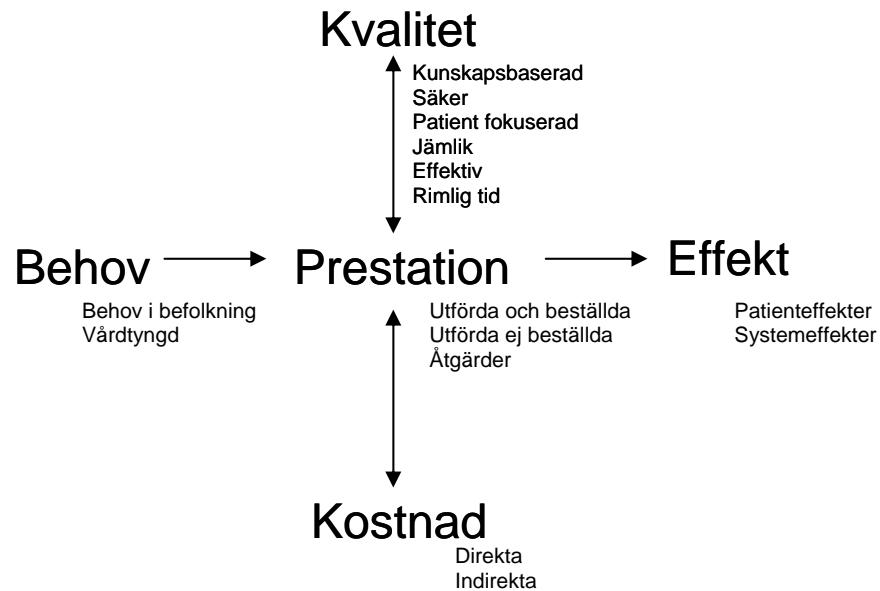 Kvalitet
Kunskapsbaserad
Säker
Patient fokuserad
Jämlik
Effektiv
Rimlig tid
Behov
Behov i befolkning
Vårdtyngd
Prestation
Utförda och beställda
Utförda ej beställda
Åtgärder
Effekt
Patienteffekter
Systemeffekter
Kostnad
Direkta
Indirekta